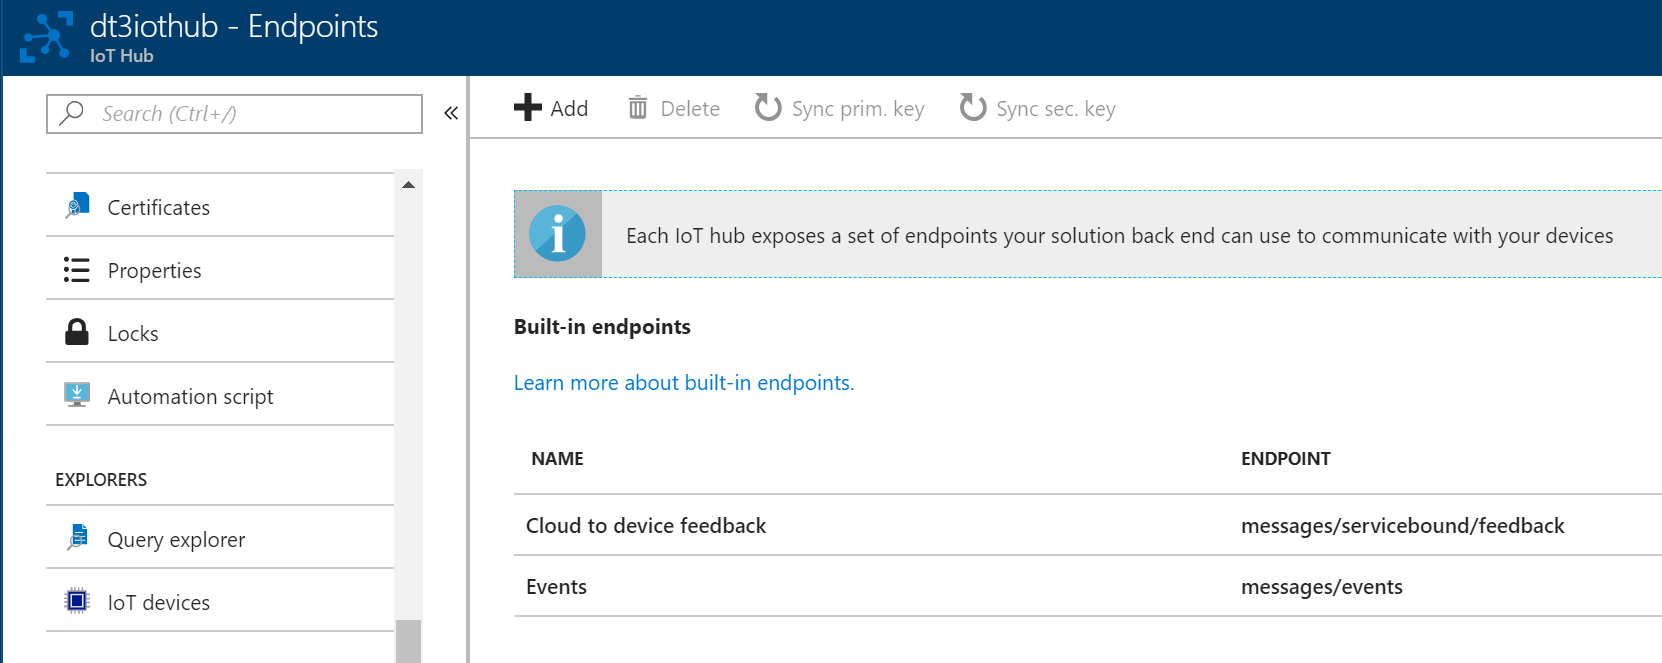 dt3iothub - Endpoints
IoT Hub
Search (Ctrl+/)
«
Certificates
Properties
Locks
Automation script
EXPLORERS
Query explorer
IoT devices
Add
Delete
Sync prim. key
Sync sec. key
Each IoT hub exposes a set of endpoints your solution back end can use to communicate with your devices
Built-in endpoints
Learn more about built-in endpoints.
NAME ENDPOINT
Cloud to device feedback messages/servicebound/feedback
Events messages/events